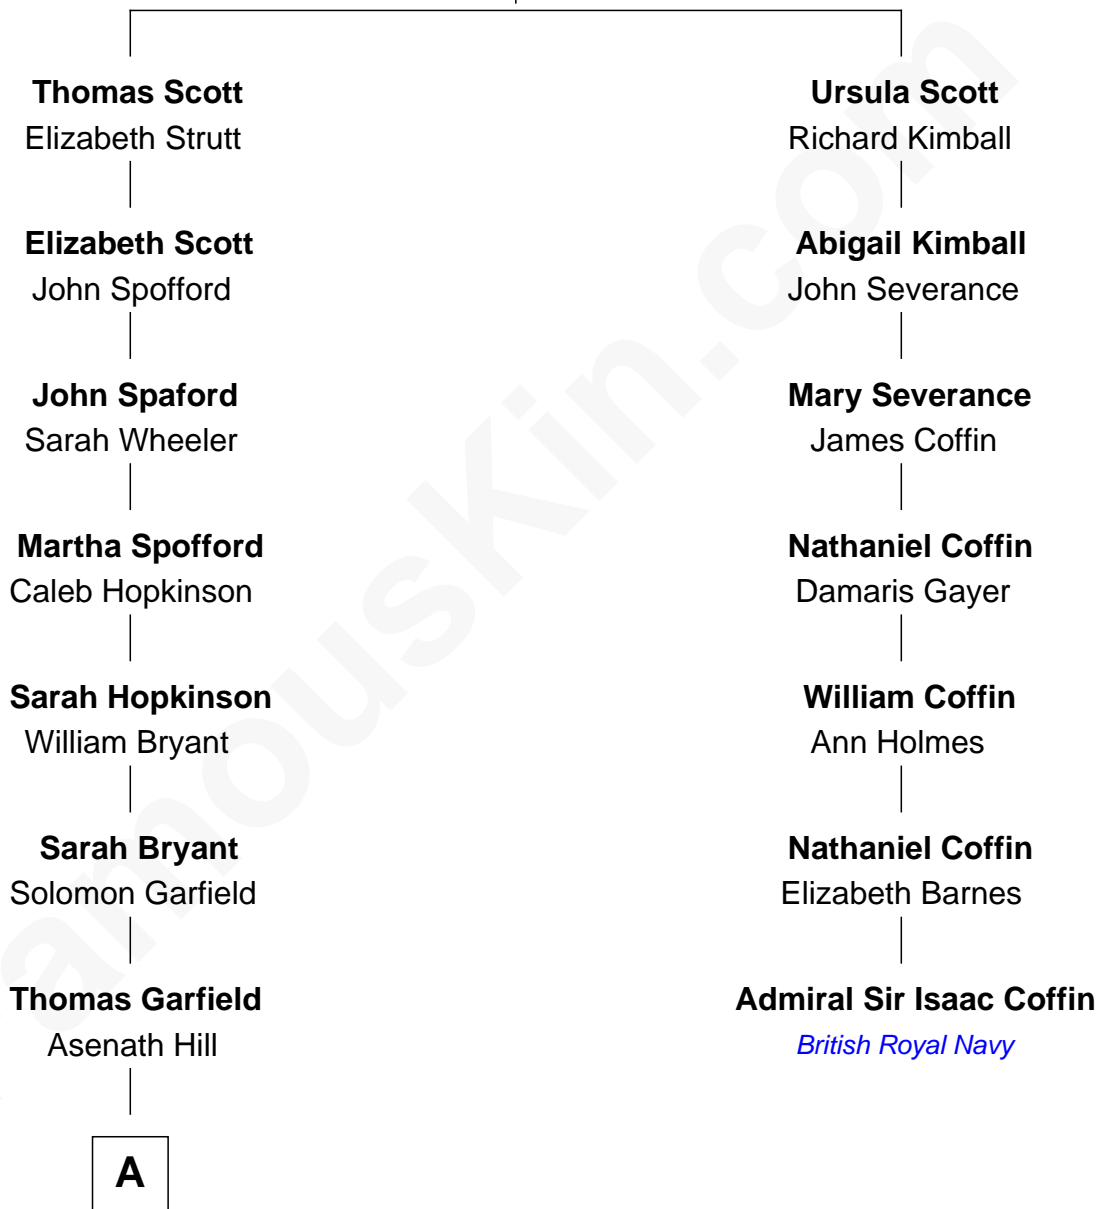 Thomas Scott
Elizabeth Strutt
Ursula Scott
Richard Kimball
Elizabeth Scott
John Spofford
Abigail Kimball
John Severance
John Spaford
Sarah Wheeler
Mary Severance
James Coffin
Martha Spofford
Caleb Hopkinson
Nathaniel Coffin
Damaris Gayer
Sarah Hopkinson
William Bryant
William Coffin
Ann Holmes
Sarah Bryant
Solomon Garfield
Nathaniel Coffin
Elizabeth Barnes
Thomas Garfield
Asenath Hill
Admiral Sir Isaac Coffin
British Royal Navy
A
amouskin.com